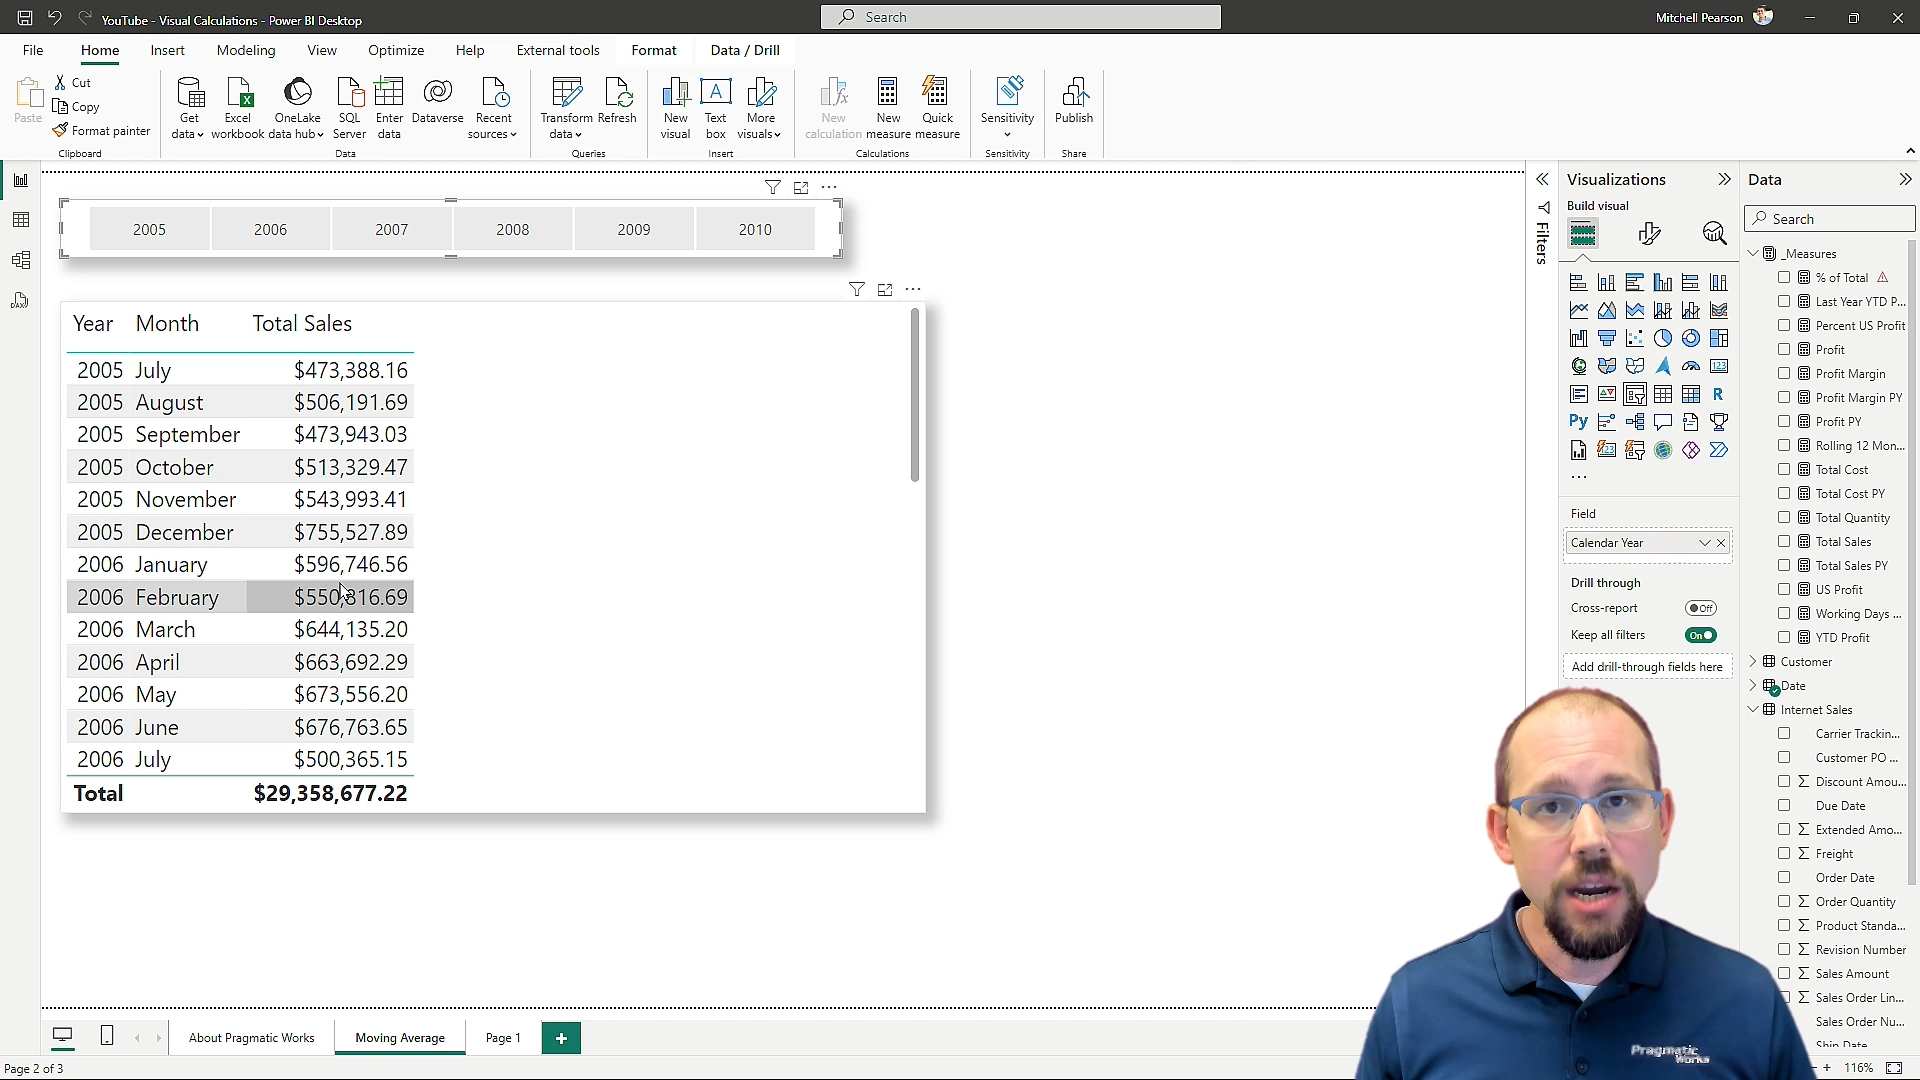 YouTube - Visual Calculations - Power BI Desktop
Search
Mitchell Pearson
File Home Insert Modeling View Optimize Help External tools Format Data / Drill
Paste
Cut
Copy
Format painter
Clipboard
Get data
Excel workbook
OneLake data hub
SQL Server
Enter data
Dataverse
Recent sources
Data
Transform data
Refresh
Queries
New visual
Text box
More visuals
Insert
New calculation
New measure
Quick measure
Calculations
Sensitivity
Sensitivity
Publish
Share
2005 2006 2007 2008 2009 2010
Year Month Total Sales
2005 July $473,388.16
2005 August $506,191.69
2005 September $473,943.03
2005 October $513,329.47
2005 November $543,993.41
2005 December $755,527.89
2006 January $596,746.56
2006 February $550,816.69
2006 March $644,135.20
2006 April $663,692.29
2006 May $673,556.20
2006 June $676,763.65
2006 July $500,365.15
Total $29,358,677.22
Filters
Visualizations
Build visual
123
R
Py
123
...
Field
Calendar Year
Drill through
Cross-report Off
Keep all filters On
Add drill-through fields here
Data
Search
_Measures
% of Total
Last Year YTD P...
Percent US Profit
Profit
Profit Margin
Profit Margin PY
Profit PY
Rolling 12 Mon...
Total Cost
Total Cost PY
Total Quantity
Total Sales
Total Sales PY
US Profit
Working Days ...
YTD Profit
Customer
Date
Internet Sales
Carrier Trackin...
Customer PO ...
Discount Amou...
Due Date
Extended Amo...
Freight
Order Date
Order Quantity
Product Standa...
Revision Number
Sales Amount
Sales Order Lin...
Sales Order Nu...
Ship Date
Pragmatic
Works
About Pragmatic Works Moving Average Page 1 +
Page 2 of 3
+ 116%